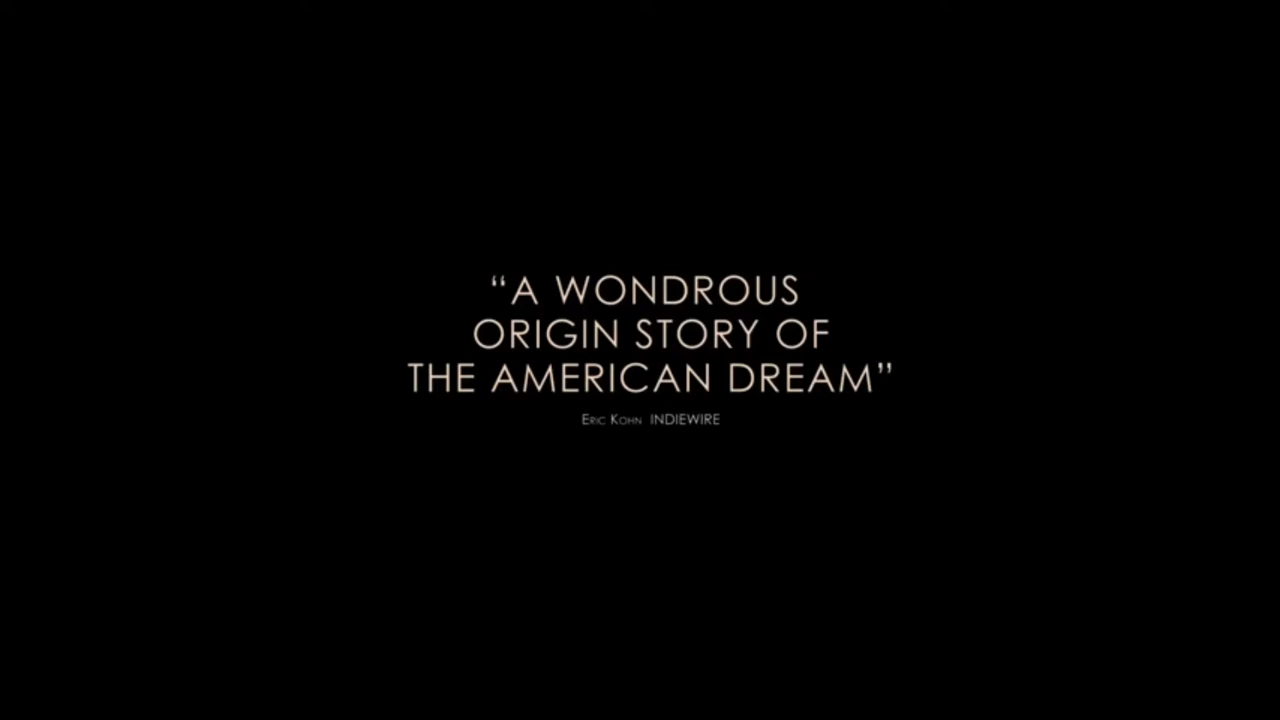 “A WONDROUS
ORIGIN STORY OF
THE AMERICAN DREAM”
ERIC KOHN INDIEWIRE